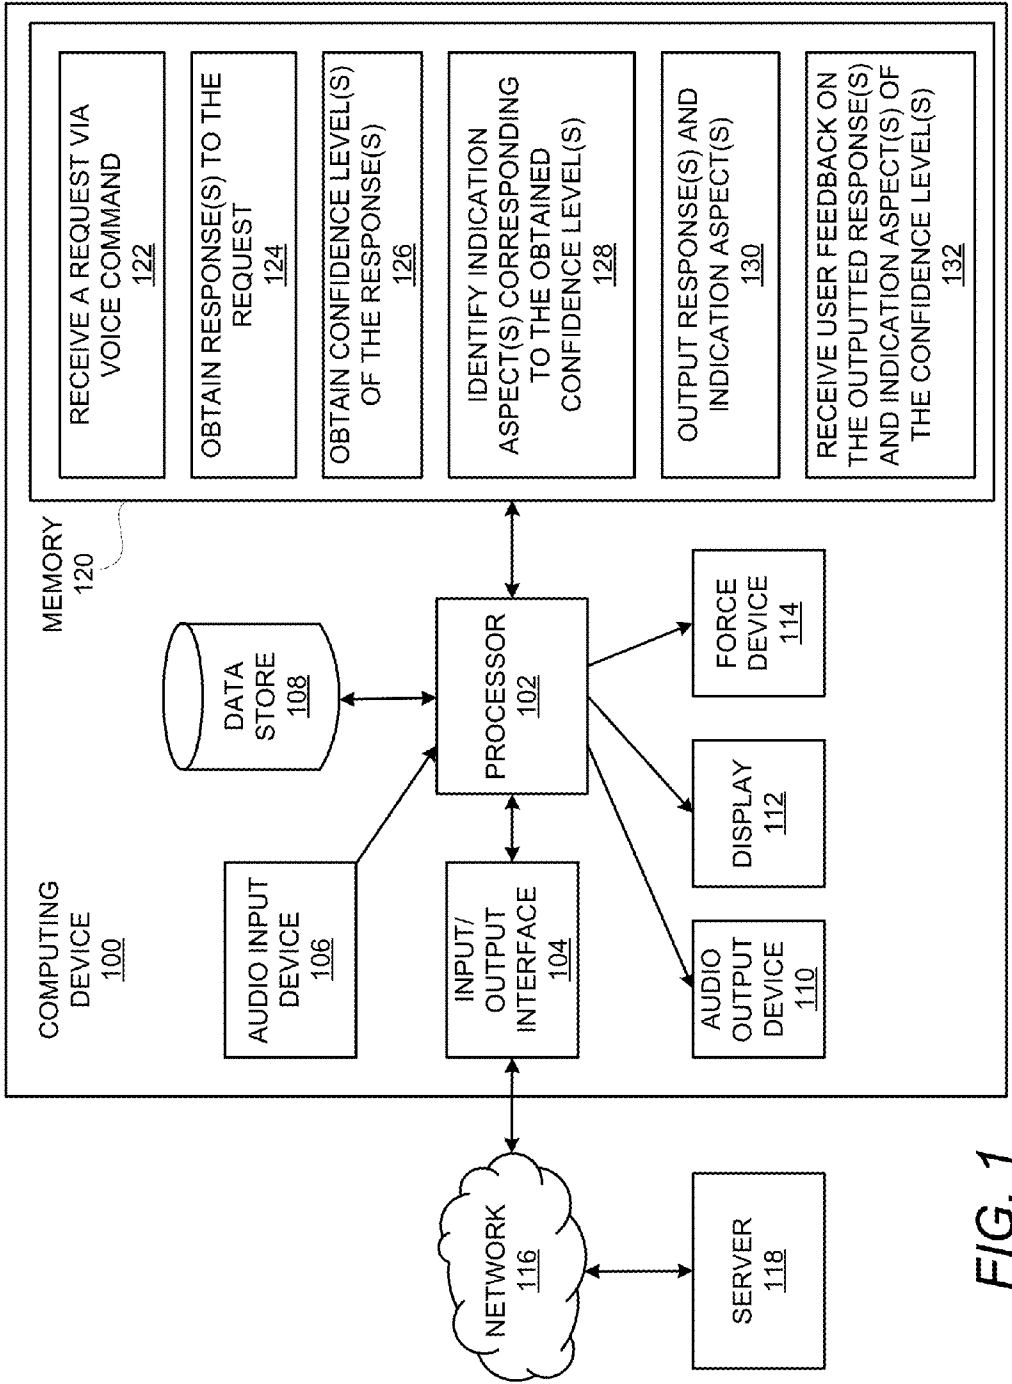 COMPUTING
DEVICE
100
MEMORY
120
AUDIO INPUT
DEVICE
106
DATA
STORE
108
RECEIVE A REQUEST VIA
VOICE COMMAND
122
OBTAIN RESPONSE(S) TO THE
REQUEST
124
OBTAIN CONFIDENCE LEVEL(S)
OF THE RESPONSE(S)
126
IDENTIFY INDICATION
ASPECT(S) CORRESPONDING
TO THE OBTAINED
CONFIDENCE LEVEL(S)
128
OUTPUT RESPONSE(S) AND
INDICATION ASPECT(S)
130
RECEIVE USER FEEDBACK ON
THE OUTPUTTED RESPONSE(S)
AND INDICATION ASPECT(S) OF
THE CONFIDENCE LEVEL(S)
132
NETWORK
116
INPUT/
OUTPUT
INTERFACE
104
PROCESSOR
102
SERVER
118
AUDIO
OUTPUT
DEVICE
110
DISPLAY
112
FORCE
DEVICE
114
FIG. 1